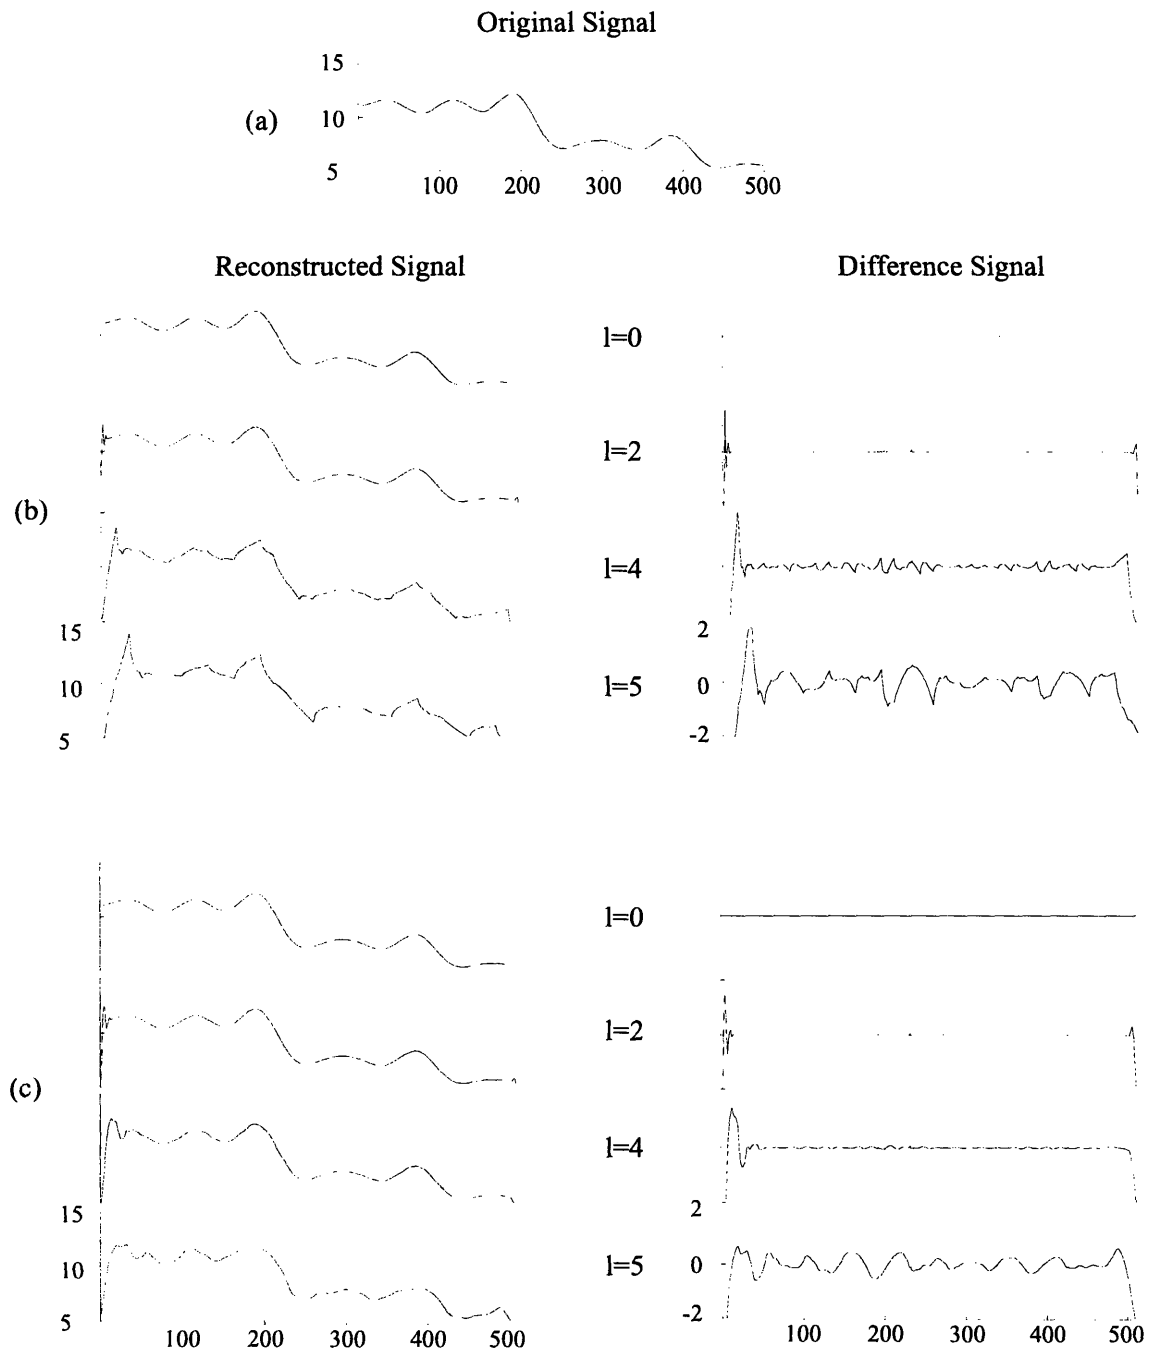 Original Signal
15
(a)
10
5
100 200 300 400 500
Reconstructed Signal
Difference Signal
l=0
l=2
(b)
l=4
15
2
10
l=5
0
5
-2
l=0
l=2
(c)
l=4
15
2
10
l=5
0
5
-2
100 200 300 400 500
100 200 300 400 500